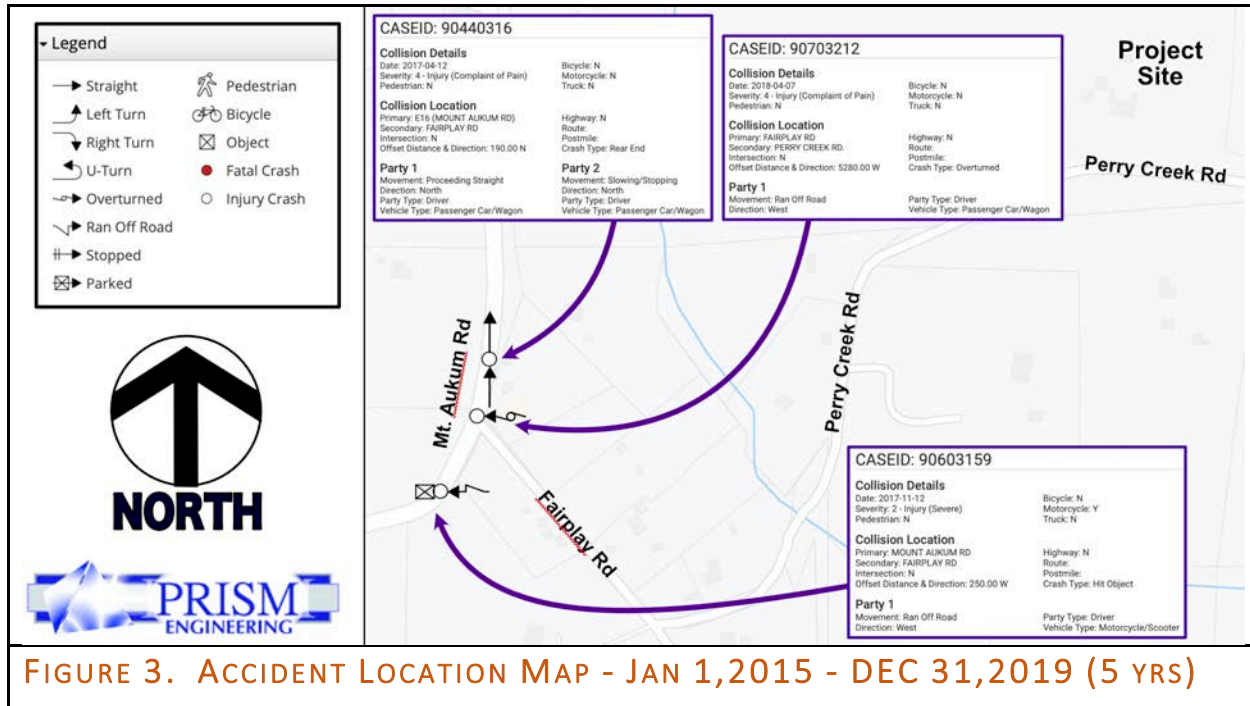 Legend
Straight
Left Turn
Right Turn
U-Turn
Overturned
Ran Off Road
Stopped
Parked
Pedestrian
Bicycle
Object
Fatal Crash
Injury Crash
NORTH
PRISM
ENGINEERING
CASEID: 90440316
Collision Details
Date: 2017-04-12
Severity: 4 - Injury (Complaint of Pain)
Pedestrian: N
Bicycle: N
Motorcycle: N
Truck: N
Collision Location
Primary: E16 (MOUNT AUKUM RD)
Secondary: FAIRPLAY RD
Intersection: N
Offset Distance & Direction: 190.00 N
Highway: N
Route:
Postmile:
Crash Type: Rear End
Party 1
Movement: Proceeding Straight
Direction: North
Party Type: Driver
Vehicle Type: Passenger Car/Wagon
Party 2
Movement: Slowing/Stopping
Direction: North
Party Type: Driver
Vehicle Type: Passenger Car/Wagon
CASEID: 90703212
Collision Details
Date: 2018-04-07
Severity: 4 - Injury (Complaint of Pain)
Pedestrian: N
Bicycle: N
Motorcycle: N
Truck: N
Collision Location
Primary: FAIRPLAY RD
Secondary: PERRY CREEK RD.
Intersection: N
Offset Distance & Direction: 5280.00 W
Highway: N
Route:
Postmile:
Crash Type: Overturned
Party 1
Movement: Ran Off Road
Direction: West
Party Type: Driver
Vehicle Type: Passenger Car/Wagon
Project
Site
Perry Creek Rd
Perry Creek Rd
Mt. Aukum Rd
Fairplay Rd
CASEID: 90603159
Collision Details
Date: 2017-11-12
Severity: 2 - Injury (Severe)
Pedestrian: N
Bicycle: N
Motorcycle: Y
Truck: N
Collision Location
Primary: MOUNT AUKUM RD
Secondary: FAIRPLAY RD
Intersection: N
Offset Distance & Direction: 250.00 W
Highway: N
Route:
Postmile:
Crash Type: Hit Object
Party 1
Movement: Ran Off Road
Direction: West
Party Type: Driver
Vehicle Type: Motorcycle/Scooter
FIGURE 3. ACCIDENT LOCATION MAP - JAN 1,2015 - DEC 31,2019 (5 YRS)